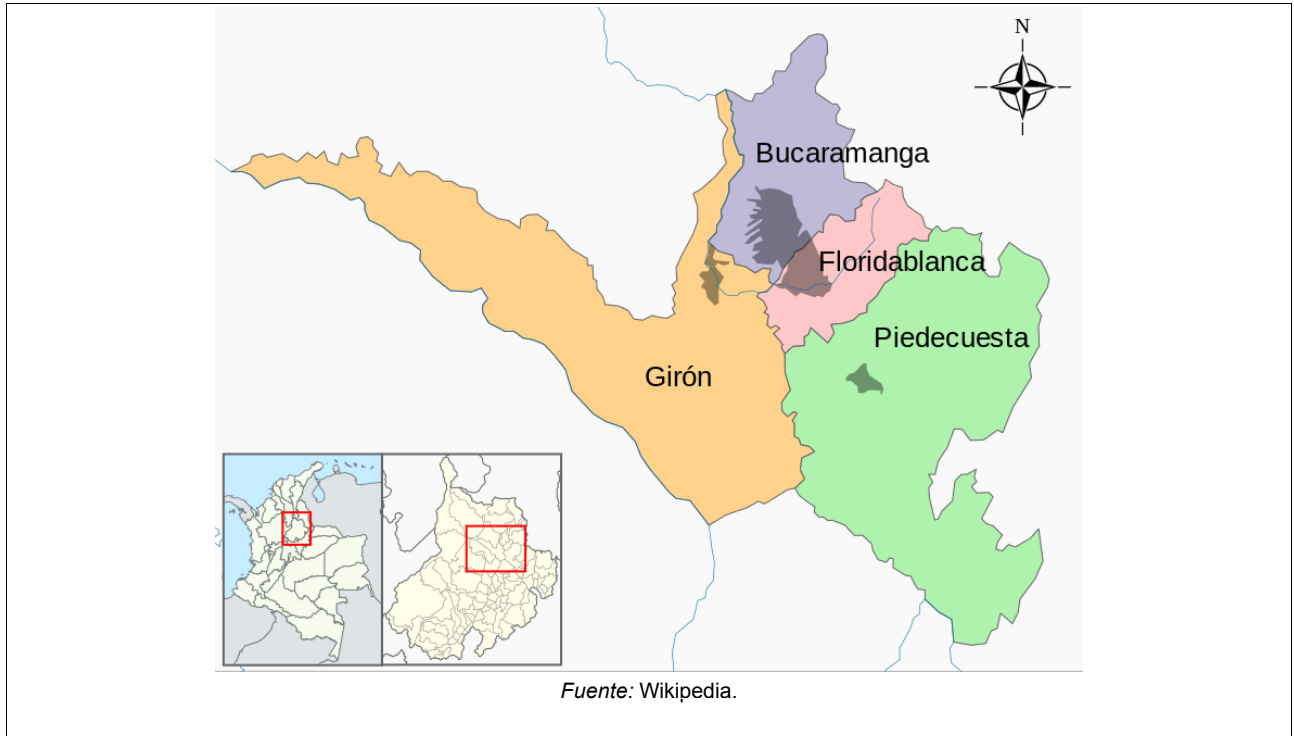 N
Bucaramanga
Floridablanca
Piedecuesta
Girón
Fuente: Wikipedia.